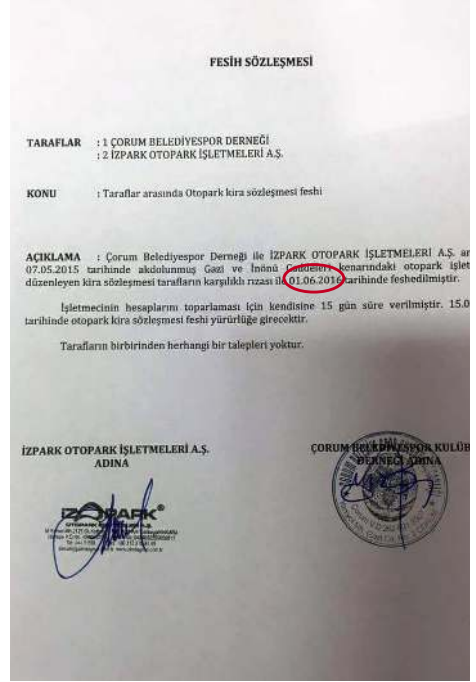 FESİH SÖZLEŞMESİ
TARAFLAR : 1 ÇORUM BELEDİYESPOR DERNEĞİ
: 2 İZPARK OTOPARK İŞLETMELERİ A.Ş.
KONU : Taraflar arasında Otopark kira sözleşmesi feshi
AÇIKLAMA : Çorum Belediyespor Derneği ile İZPARK OTOPARK İŞLETMELERİ A.Ş. ar
07.05.2015 tarihinde akdolunmuş Gazi ve İnönü Caddeleri kenarındaki otopark işlet
düzenleyen kira sözleşmesi tarafların karşılıklı rızası ile 01.06.2016 tarihinde feshedilmiştir.
İşletmecinin hesaplarını toparlaması için kendisine 15 gün süre verilmiştir. 15.0
tarihinde otopark kira sözleşmesi feshi yürürlüğe girecektir.
Tarafların birbirinden herhangi bir talepleri yoktur.
İZPARK OTOPARK İŞLETMELERİ A.Ş.
ADINA
ÇORUM BELEDİYESPOR KULÜB
DERNEĞİ ADINA
İZOPARK®